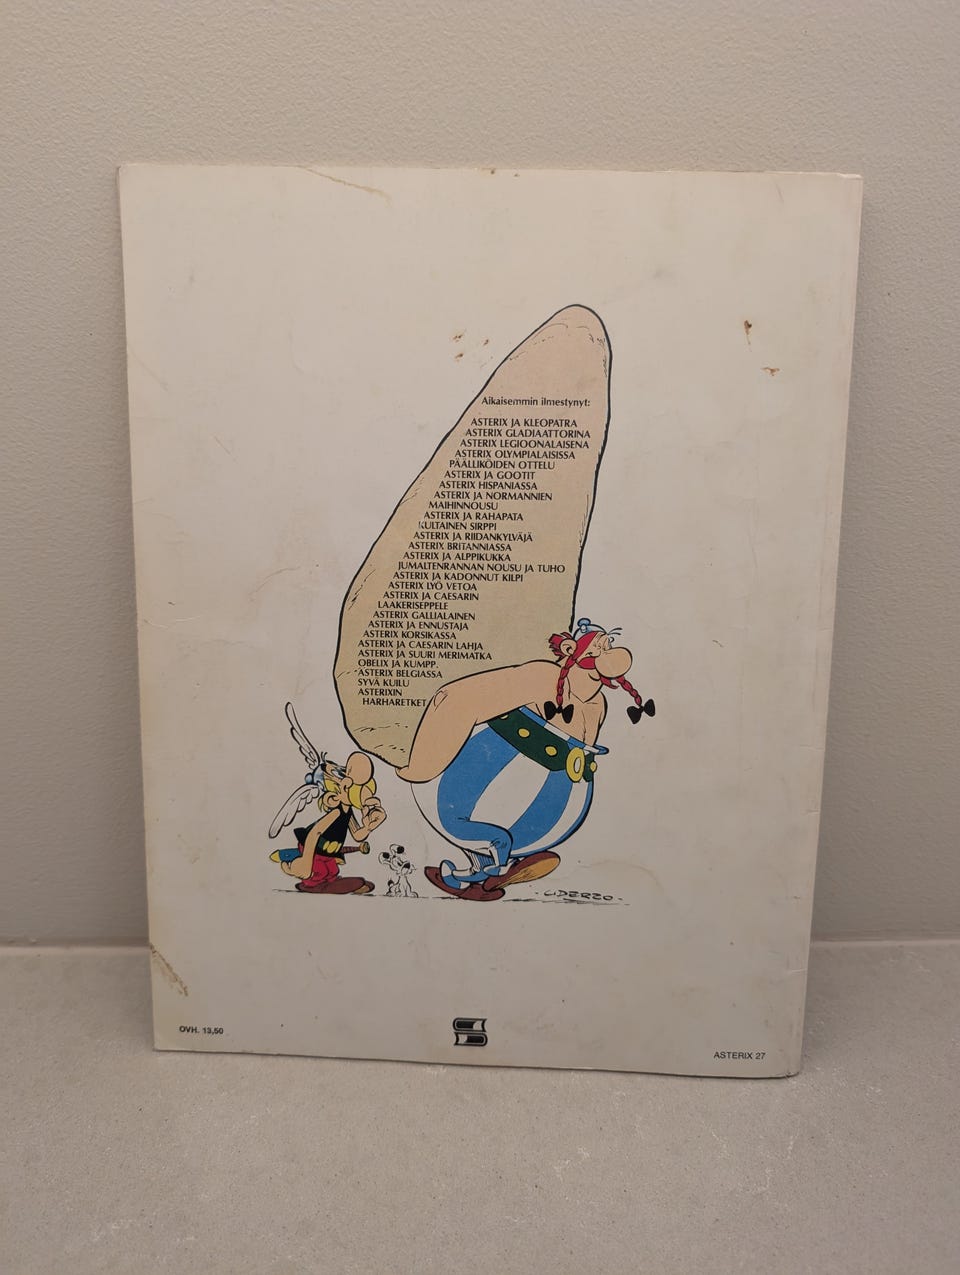 Aikaisemmin ilmestynyt:
ASTERIX JA KLEOPATRA
ASTERIX GLADIAATTORINA
ASTERIX LEGIOONALAISENA
ASTERIX OLYMPIALAISISSA
PÄÄLLIKÖIDEN OTTELU
ASTERIX JA GOOTIT
ASTERIX HISPANIASSA
ASTERIX JA NORMANNIEN
MAIHINNOUSU
ASTERIX JA RAHAPATA
KULTAINEN SIRPPI
ASTERIX JA RIIDANKYLVÄJÄ
ASTERIX BRITANNIASSA
ASTERIX JA ALPPIKUKKA
JUMALTENRANNAN NOUSU JA TUHO
ASTERIX JA KADONNUT KILPI
ASTERIX LYÖ VETOA
ASTERIX JA CAESARIN
LAAKERISEPPELE
ASTERIX GALLIALAINEN
ASTERIX JA ENNUSTAJA
ASTERIX KORSIKASSA
ASTERIX JA CAESARIN LAHJA
ASTERIX JA SUURI MERIMATKA
OBELIX JA KUMPP.
ASTERIX BELGIASSA
SYVÄ KUILU
ASTERIXIN
HARHARETKET
-UDERZO-
OVH. 13,50
ASTERIX 27